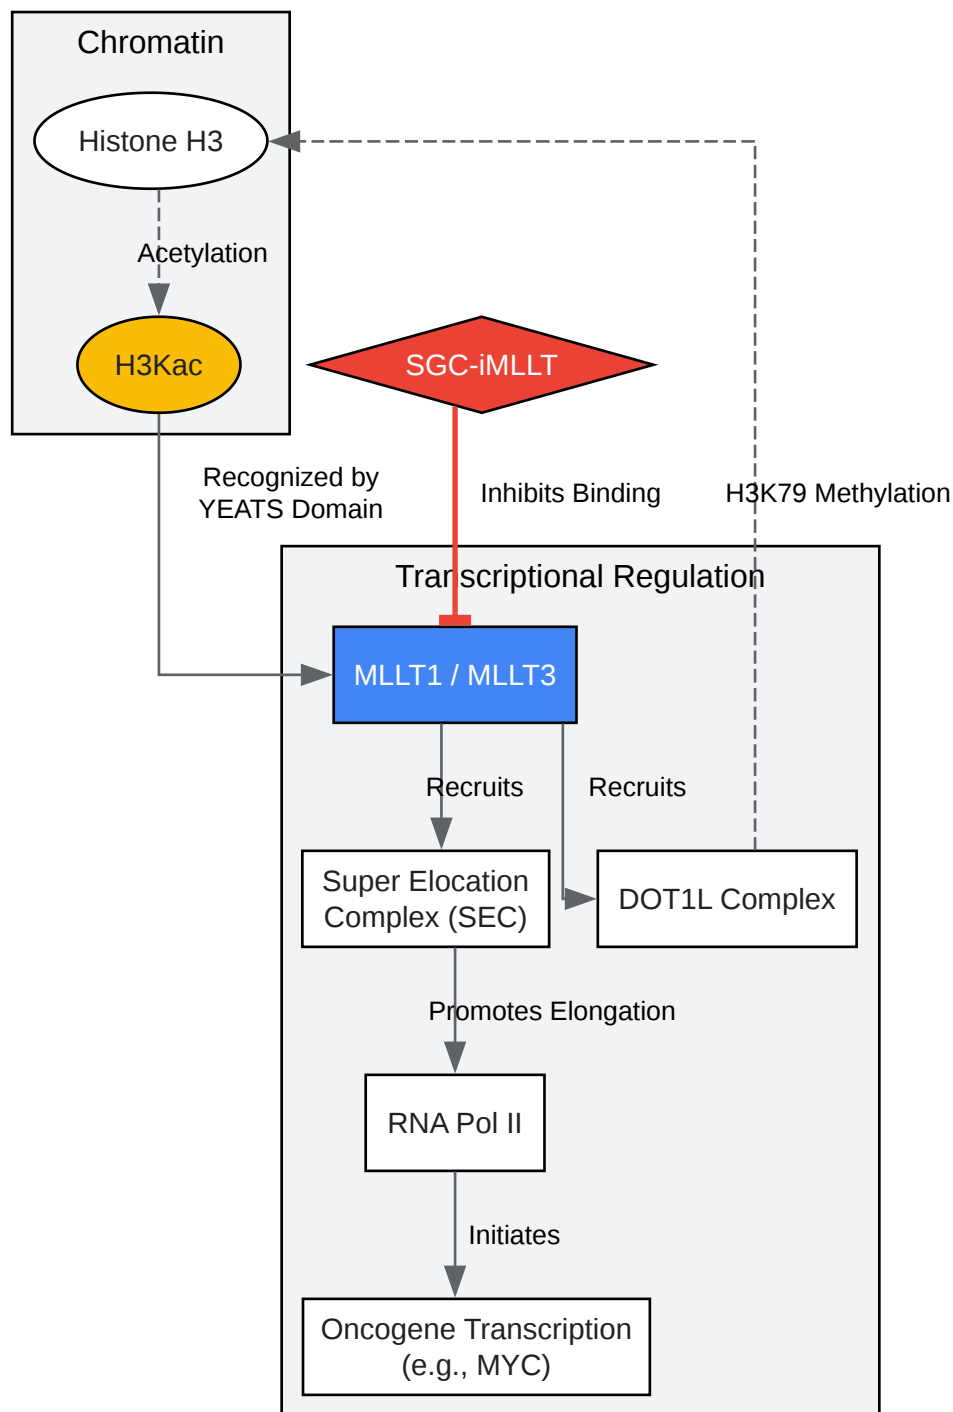 Chromatin
Histone H3
Acetylation
H3Kac
SGC-iMLLT
Recognized by
YEATS Domain
Inhibits Binding
H3K79 Methylation
Transcriptional Regulation
MLLT1 / MLLT3
Recruits
Recruits
Super Elocation
Complex (SEC)
DOT1L Complex
Promotes Elongation
RNA Pol II
Initiates
Oncogene Transcription
(e.g., MYC)